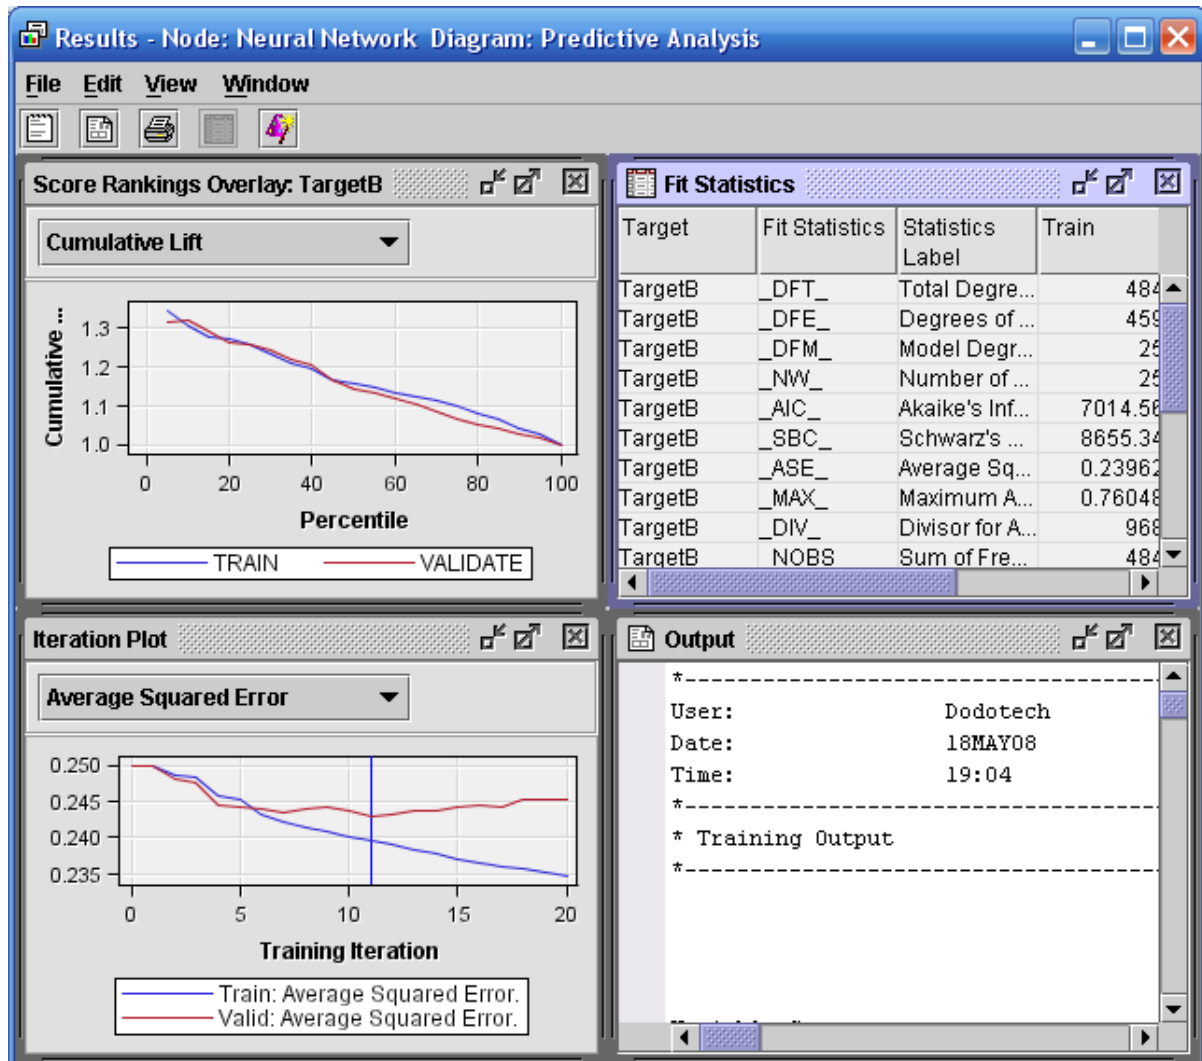 Results - Node: Neural Network Diagram: Predictive Analysis
File Edit View Window
Score Rankings Overlay: TargetB
Cumulative Lift
Cumulative ...
1.3
1.2
1.1
1.0
0 20 40 60 80 100
Percentile
TRAIN VALIDATE
Fit Statistics
Target Fit Statistics Statistics Label Train
TargetB _DFT_ Total Degre... 484
TargetB _DFE_ Degrees of ... 459
TargetB _DFM_ Model Degr... 25
TargetB _NW_ Number of ... 25
TargetB _AIC_ Akaike's Inf... 7014.56
TargetB _SBC_ Schwarz's ... 8655.34
TargetB _ASE_ Average Sq... 0.23962
TargetB _MAX_ Maximum A... 0.76048
TargetB _DIV_ Divisor for A... 968
TargetB _NOBS_ Sum of Fre... 484
Iteration Plot
Average Squared Error
0.250
0.245
0.240
0.235
0 5 10 15 20
Training Iteration
Train: Average Squared Error.
Valid: Average Squared Error.
Output
*-----------------------------------
User: Dodotech
Date: 18MAY08
Time: 19:04
*-----------------------------------
* Training Output
*-----------------------------------